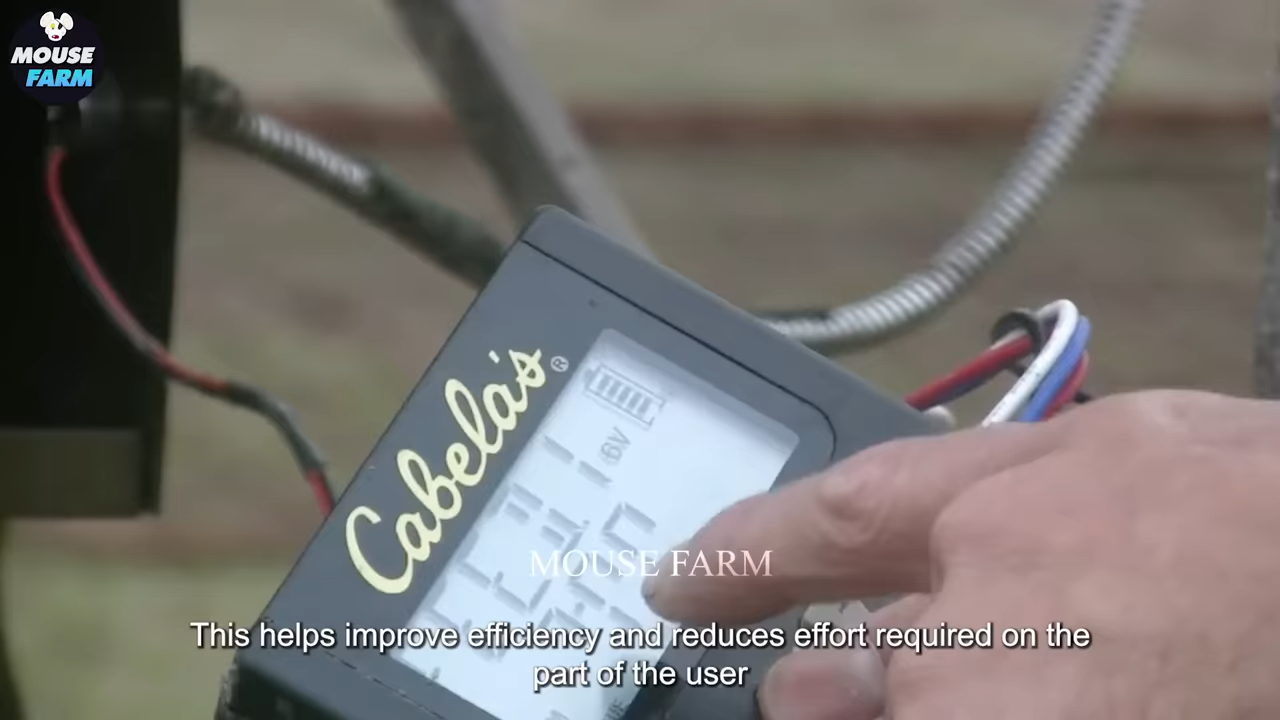 MOUSE
FARM
Cabela's®
6V
MOUSE FARM
This helps improve efficiency and reduces effort required on the
part of the user